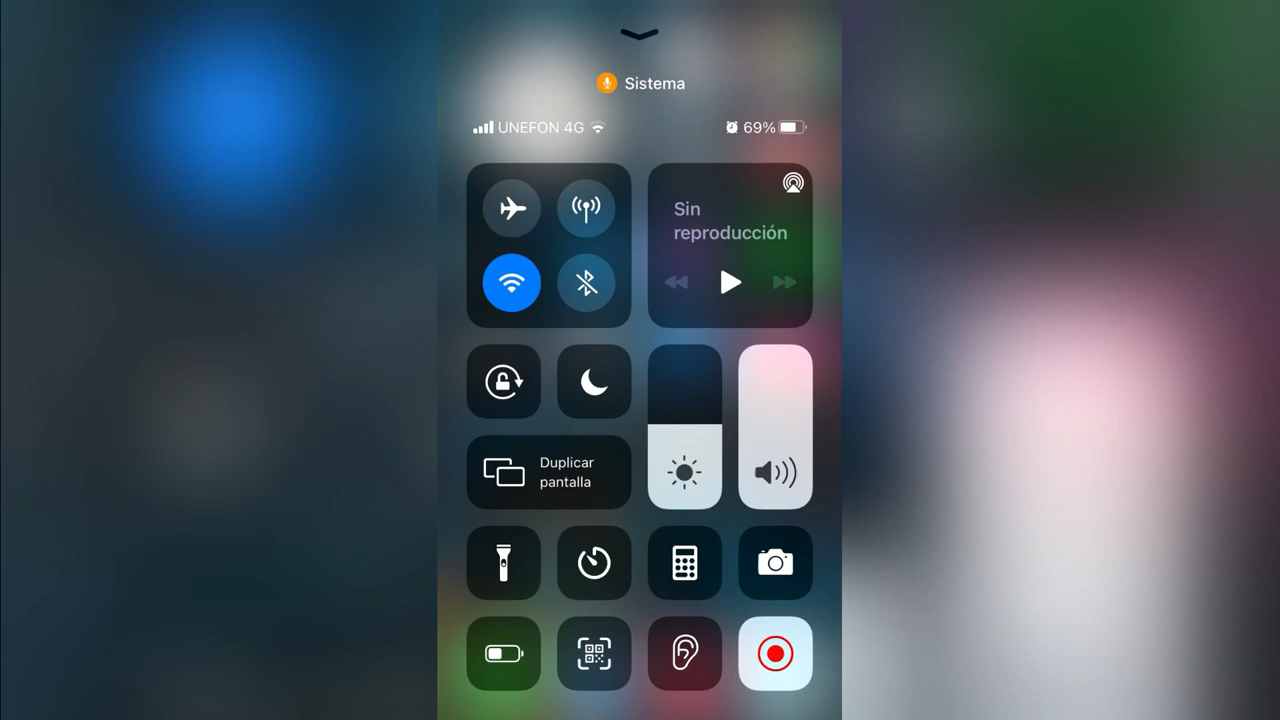 Sistema
UNEFON 4G
69%
Sin
reproducción
Duplicar
pantalla